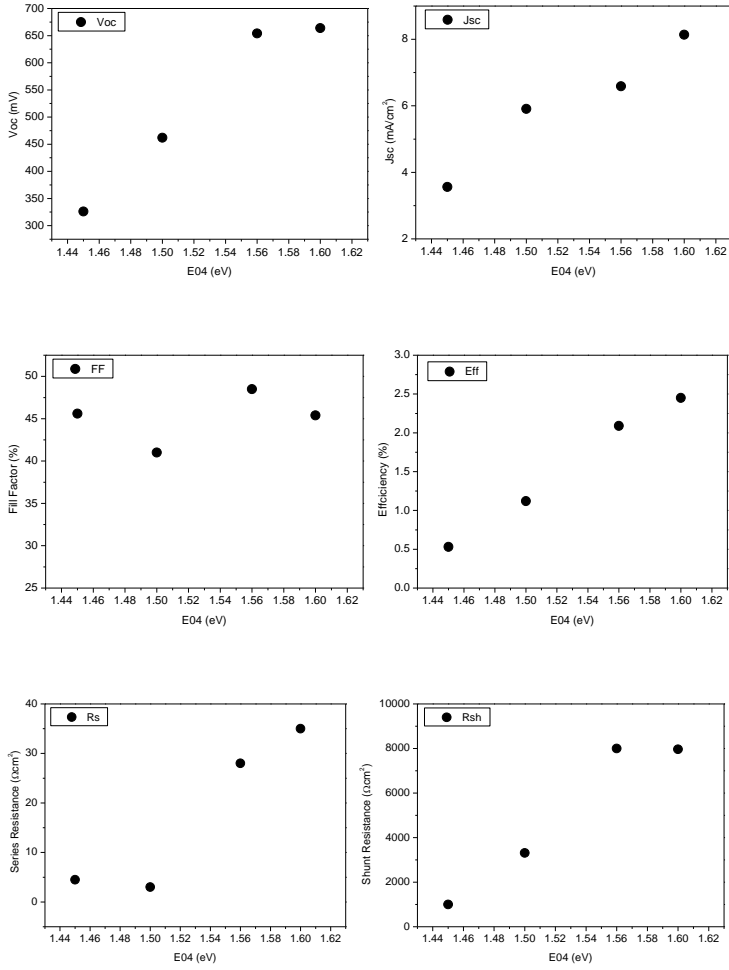 700
650
600
550
500
450
400
350
300
Voc (mV)
Voc
1.44 1.46 1.48 1.50 1.52 1.54 1.56 1.58 1.60 1.62
E04 (eV)
8
6
4
2
Jsc (mA/cm²)
Jsc
1.44 1.46 1.48 1.50 1.52 1.54 1.56 1.58 1.60 1.62
E04 (eV)
50
45
40
35
30
25
Fill Factor (%)
FF
1.44 1.46 1.48 1.50 1.52 1.54 1.56 1.58 1.60 1.62
E04 (eV)
3.0
2.5
2.0
1.5
1.0
0.5
0.0
Effciciency (%)
Eff
1.44 1.46 1.48 1.50 1.52 1.54 1.56 1.58 1.60 1.62
E04 (eV)
40
30
20
10
0
Series Resistance (Ωcm²)
Rs
1.44 1.46 1.48 1.50 1.52 1.54 1.56 1.58 1.60 1.62
E04 (eV)
10000
8000
6000
4000
2000
0
Shunt Resistance (Ωcm²)
Rsh
1.44 1.46 1.48 1.50 1.52 1.54 1.56 1.58 1.60 1.62
E04 (eV)